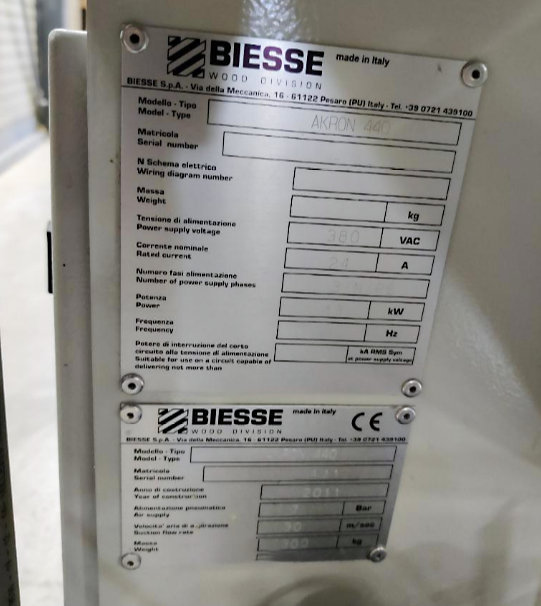 BIESSE made in Italy
WOOD DIVISION
BIESSE S.p.A. - Via della Meccanica, 16 - 61122 Pesaro (PU) Italy - Tel. +39 0721 439100
Modello - Tipo
Model - Type AKRON 440
Matricola
Serial number
N Schema elettrico
Wiring diagram number
Massa
Weight kg
Tensione di alimentazione
Power supply voltage 380 VAC
Corrente nominale
Rated current 24 A
Numero fasi alimentazione
Number of power supply phases
Potenza
Power kW
Frequenza
Frequency Hz
Potere di interruzione del corto
circuito alla tensione di alimentazione kA RMS Sym
Suitable for use on a circuit capable of at power supply voltage
delivering not more than
BIESSE made in Italy CE
WOOD DIVISION
BIESSE S.p.A. - Via della Meccanica, 16 - 61122 Pesaro (PU) Italy - Tel. +39 0721 439100
Modello - Tipo
Model - Type
Matricola
Serial number
Anno di costruzione
Year of construction 2011
Alimentazione pneumatica
Air supply 7 Bar
Velocita' aria di aspirazione
Suction flow rate 30 m/sec
Massa
Weight kg